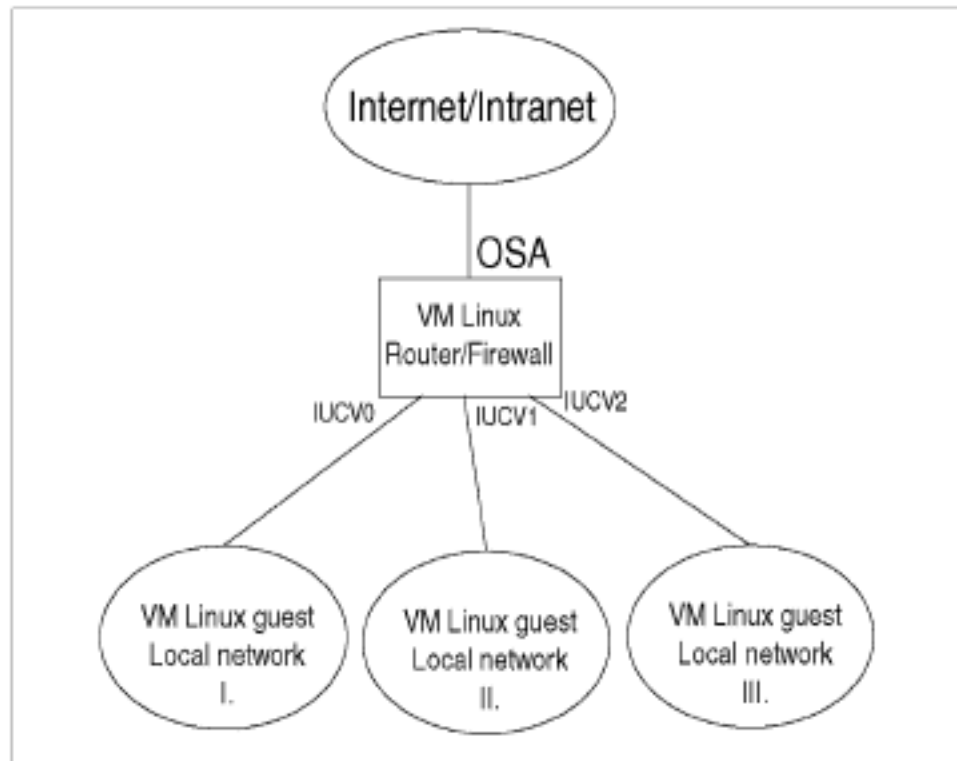 Internet/Intranet
OSA
VM Linux
Router/Firewall
IUCV0
IUCV1
IUCV2
VM Linux guest
Local network
I.
VM Linux guest
Local network
II.
VM Linux guest
Local network
III.